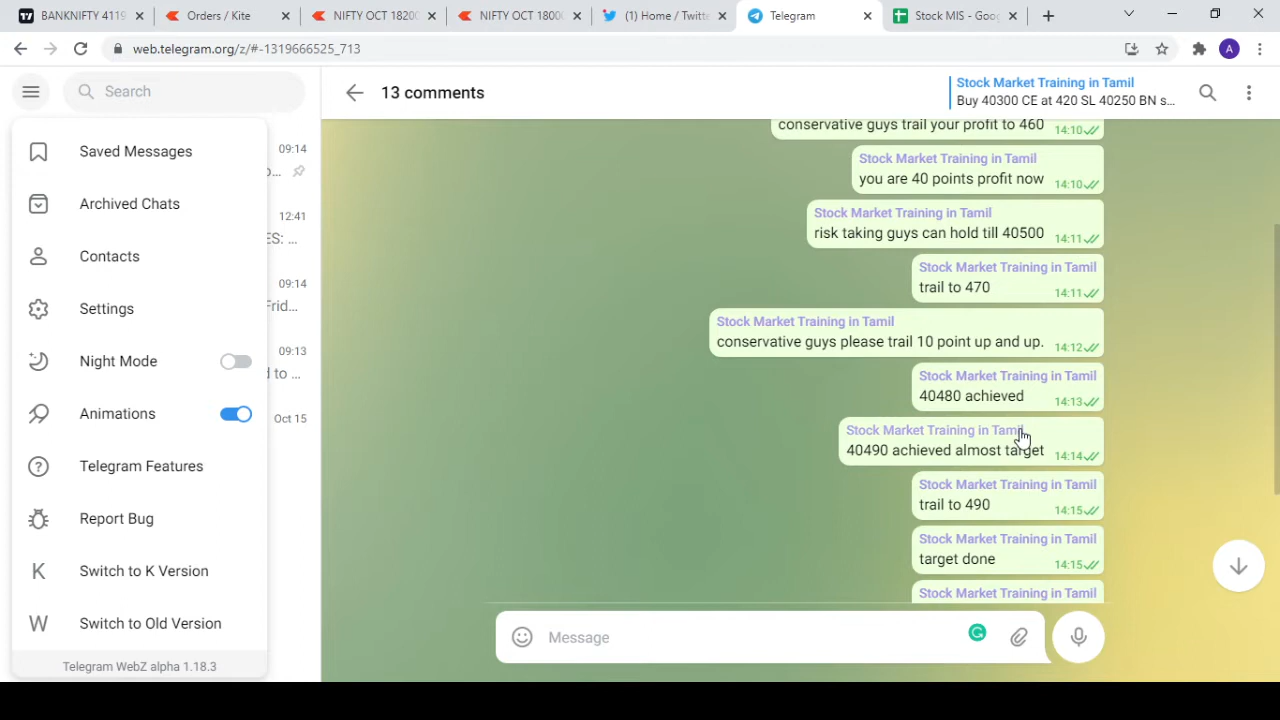 BANKNIFTY 4119
Orders / Kite
NIFTY OCT 1820
NIFTY OCT 1800
(1) Home / Twitte
Telegram
Stock MIS - Goo
web.telegram.org/z/#-1319666525_713
A
Search
13 comments
Stock Market Training in Tamil
Buy 40300 CE at 420 SL 40250 BN s...
Saved Messages
Archived Chats
Contacts
Settings
Night Mode
Animations
Telegram Features
Report Bug
K Switch to K Version
W Switch to Old Version
Telegram WebZ alpha 1.18.3
09:14
o...
12:41
ES: ...
09:14
Frid...
09:13
d to ...
Oct 15
conservative guys trail your profit to 460 14:10
Stock Market Training in Tamil
you are 40 points profit now 14:10
Stock Market Training in Tamil
risk taking guys can hold till 40500 14:11
Stock Market Training in Tamil
trail to 470 14:11
Stock Market Training in Tamil
conservative guys please trail 10 point up and up. 14:12
Stock Market Training in Tamil
40480 achieved 14:13
Stock Market Training in Tamil
40490 achieved almost target 14:14
Stock Market Training in Tamil
trail to 490 14:15
Stock Market Training in Tamil
target done 14:15
Stock Market Training in Tamil
Message